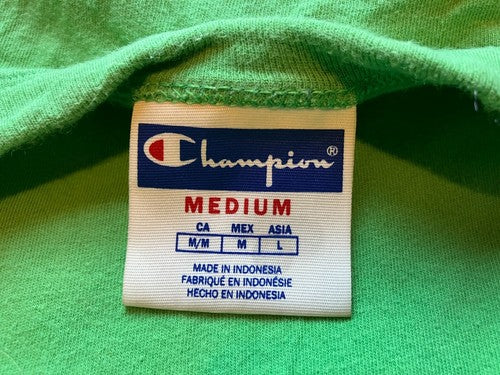 Champion®
MEDIUM
CA MEX ASIA
M/M M L
MADE IN INDONESIA
FABRIQUÉ EN INDONÉSIE
HECHO EN INDONESIA